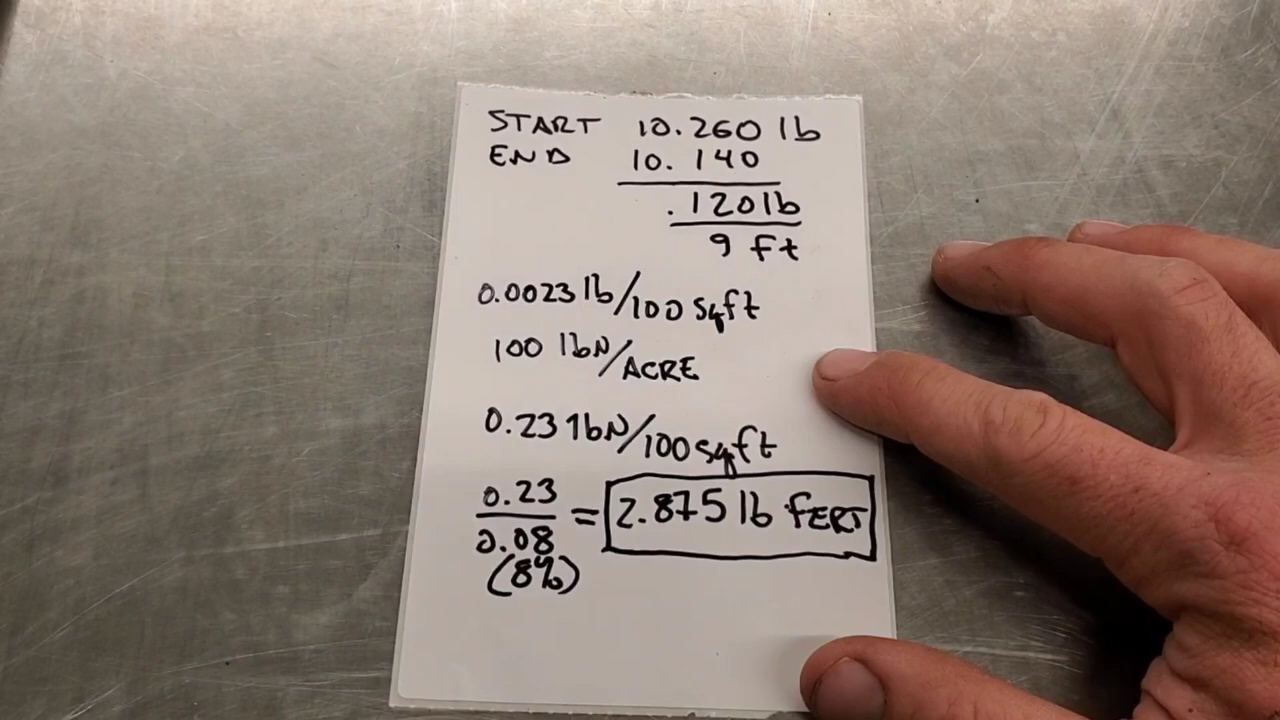 START 10.260 lb
END 10.140
.120 lb
9 ft
0.0023 lb/100 sqft
100 lbN/ACRE
0.23 lbN/100 sqft
0.23
0.08
(8%)
= 2.875 lb FERT